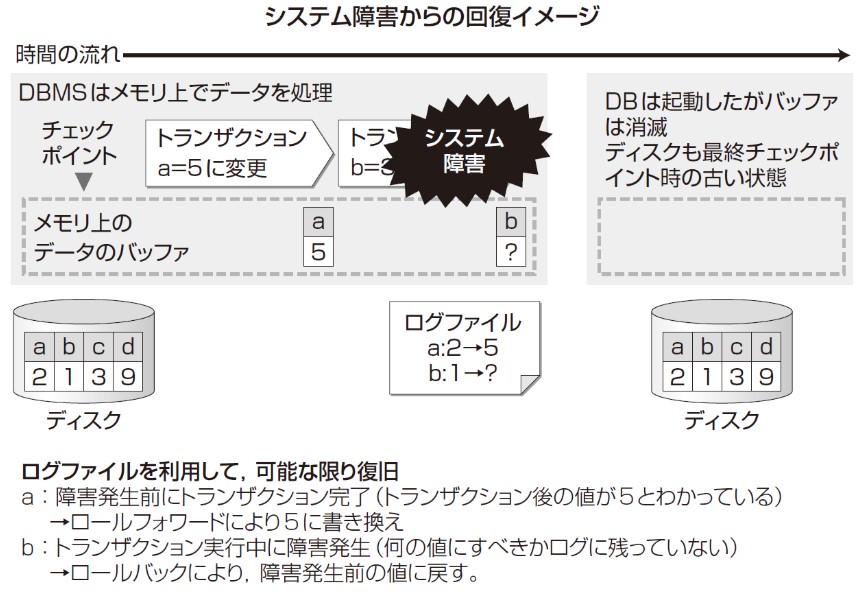 システム障害からの回復イメージ
時間の流れ
DBMSはメモリ上でデータを処理
チェック
ポイント
トランザクション
a=5に変更
トラン
b=3
システム
障害
メモリ上の
データのバッファ
a
5
b
?
DBは起動したがバッファ
は消滅
ディスクも最終チェックポ
イント時の古い状態
a b c d
2 1 3 9
ディスク
ログファイル
a:2→5
b:1→?
a b c d
2 1 3 9
ディスク
ログファイルを利用して，可能な限り復旧
a：障害発生前にトランザクション完了（トランザクション後の値が5とわかっている）
→ロールフォワードにより5に書き換え
b：トランザクション実行中に障害発生（何の値にすべきかログに残っていない）
→ロールバックにより，障害発生前の値に戻す。